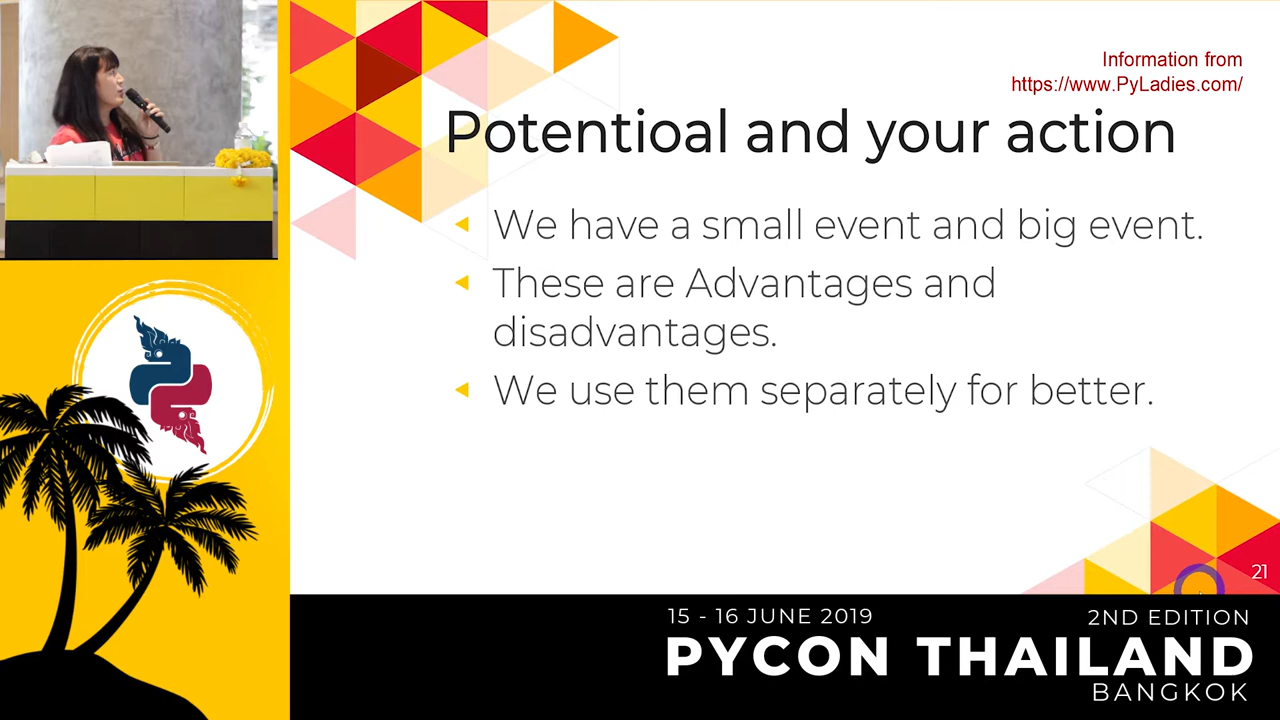 Information from
https://www.PyLadies.com/
Potentioal and your action
We have a small event and big event.
These are Advantages and
disadvantages.
We use them separately for better.
21
15 - 16 JUNE 2019
2ND EDITION
PYCON THAILAND
BANGKOK